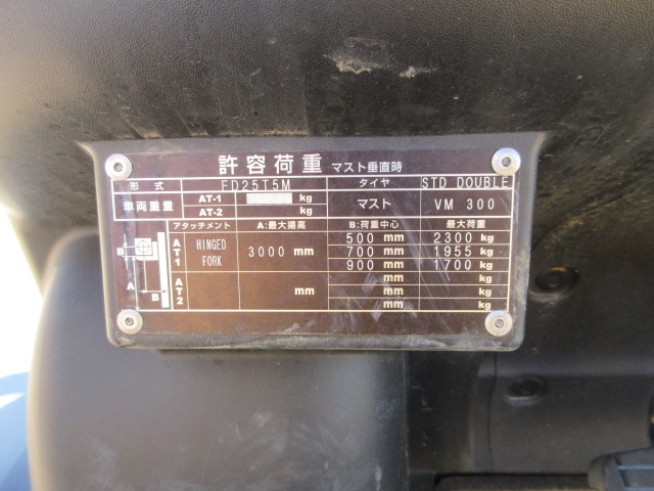 許容荷重 マスト垂直時
形式 FD25T5M タイヤ STD DOUBLE
車両重量 AT-1 kg マスト VM 300
AT-2 kg
アタッチメント A:最大揚高 B:荷重中心 最大荷重
AT1 HINGED FORK 3000 mm 500 mm 2300 kg
700 mm 1955 kg
900 mm 1700 kg
B A B
AT2 mm mm kg
mm kg
mm kg